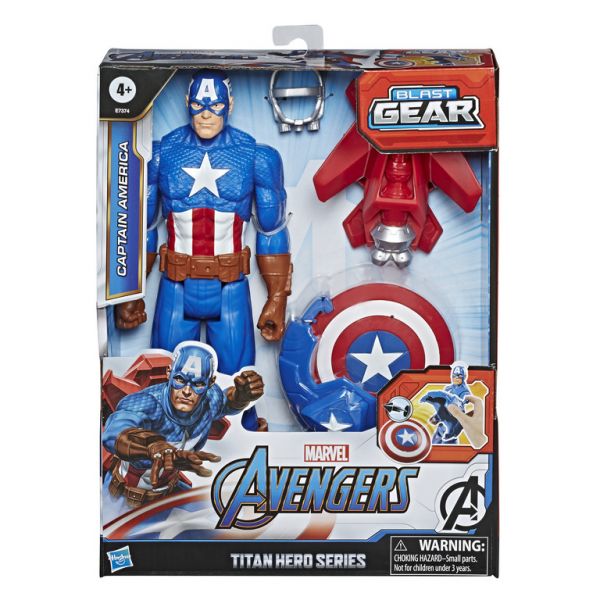 4+
E7374
CAPTAIN AMERICA
BLAST
GEAR
A
A
MARVEL
AVENGERS
A
TITAN HERO SERIES
Hasbro
WARNING:
CHOKING HAZARD—Small parts.
Not for children under 3 years.